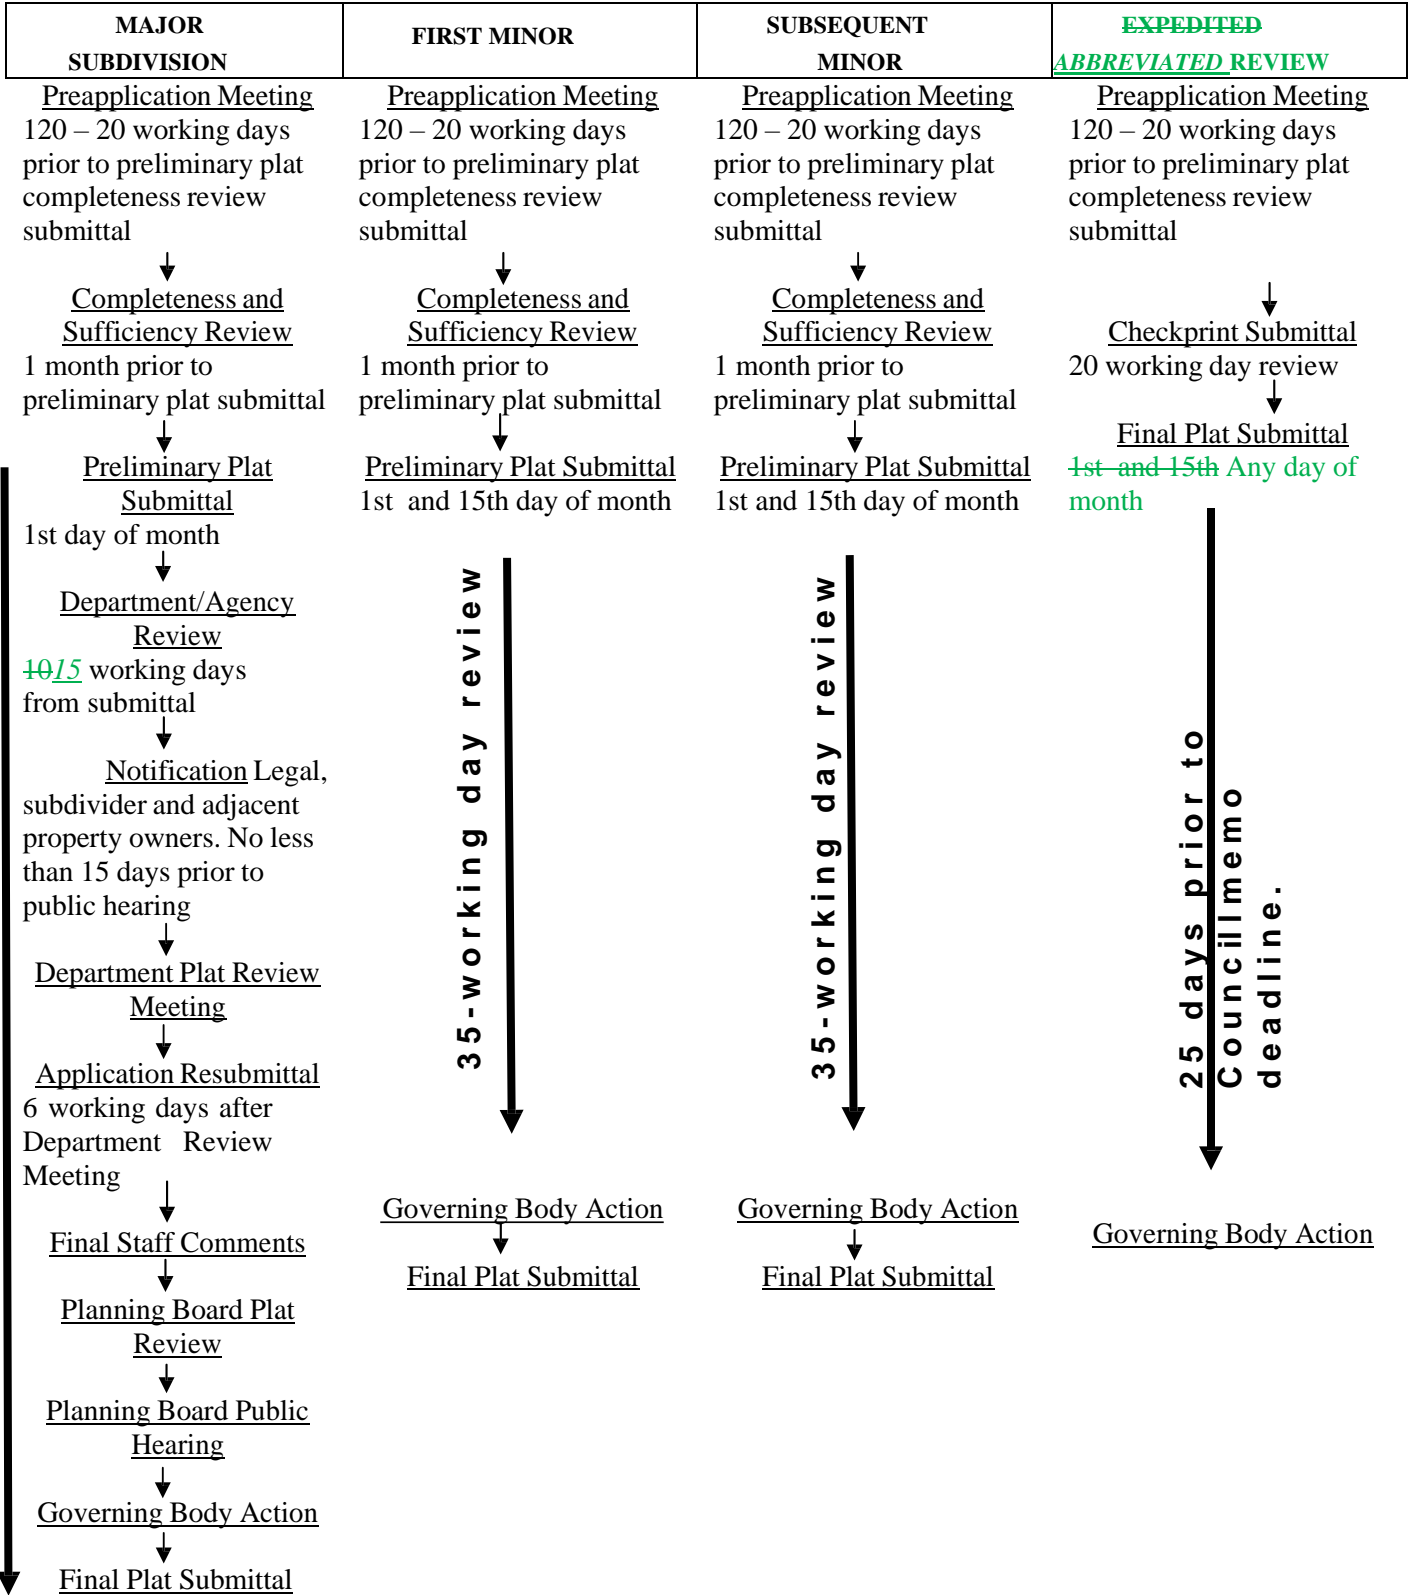 MAJOR
SUBDIVISION
FIRST MINOR
SUBSEQUENT
MINOR
EXPEDITED
ABBREVIATED REVIEW
Preapplication Meeting
120 – 20 working days
prior to preliminary plat
completeness review
submittal
Completeness and
Sufficiency Review
1 month prior to
preliminary plat submittal
Preliminary Plat
Submittal
1st day of month
Department/Agency
Review
1015 working days
from submittal
Notification Legal,
subdivider and adjacent
property owners. No less
than 15 days prior to
public hearing
Department Plat Review
Meeting
Application Resubmittal
6 working days after
Department Review
Meeting
Final Staff Comments
Planning Board Plat
Review
Planning Board Public
Hearing
Governing Body Action
Final Plat Submittal
Preapplication Meeting
120 – 20 working days
prior to preliminary plat
completeness review
submittal
Completeness and
Sufficiency Review
1 month prior to
preliminary plat submittal
Preliminary Plat Submittal
1st and 15th day of month
35-working day review
Governing Body Action
Final Plat Submittal
Preapplication Meeting
120 – 20 working days
prior to preliminary plat
completeness review
submittal
Completeness and
Sufficiency Review
1 month prior to
preliminary plat submittal
Preliminary Plat Submittal
1st and 15th day of month
35-working day review
Governing Body Action
Final Plat Submittal
Preapplication Meeting
120 – 20 working days
prior to preliminary plat
completeness review
submittal
Checkprint Submittal
20 working day review
Final Plat Submittal
1st and 15th Any day of
month
25 days prior to
Councilmemo
deadline.
Governing Body Action